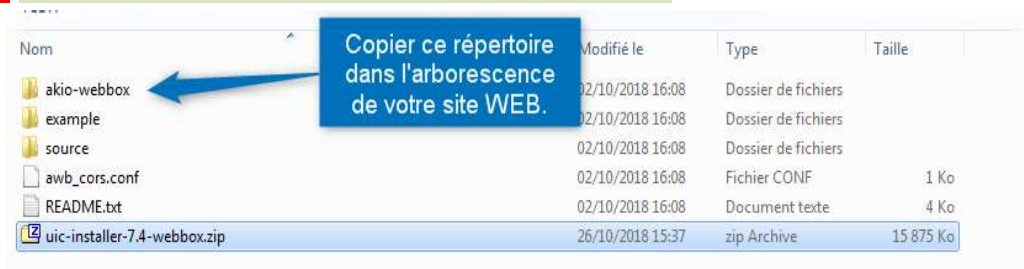 Nom Modifié le Type Taille
Copier ce répertoire
dans l'arborescence
de votre site WEB.
akio-webbox 02/10/2018 16:08 Dossier de fichiers
example 02/10/2018 16:08 Dossier de fichiers
source 02/10/2018 16:08 Dossier de fichiers
awb_cors.conf 02/10/2018 16:08 Fichier CONF 1 Ko
README.txt 02/10/2018 16:08 Document texte 4 Ko
uic-installer-7.4-webbox.zip 26/10/2018 15:37 zip Archive 15 875 Ko